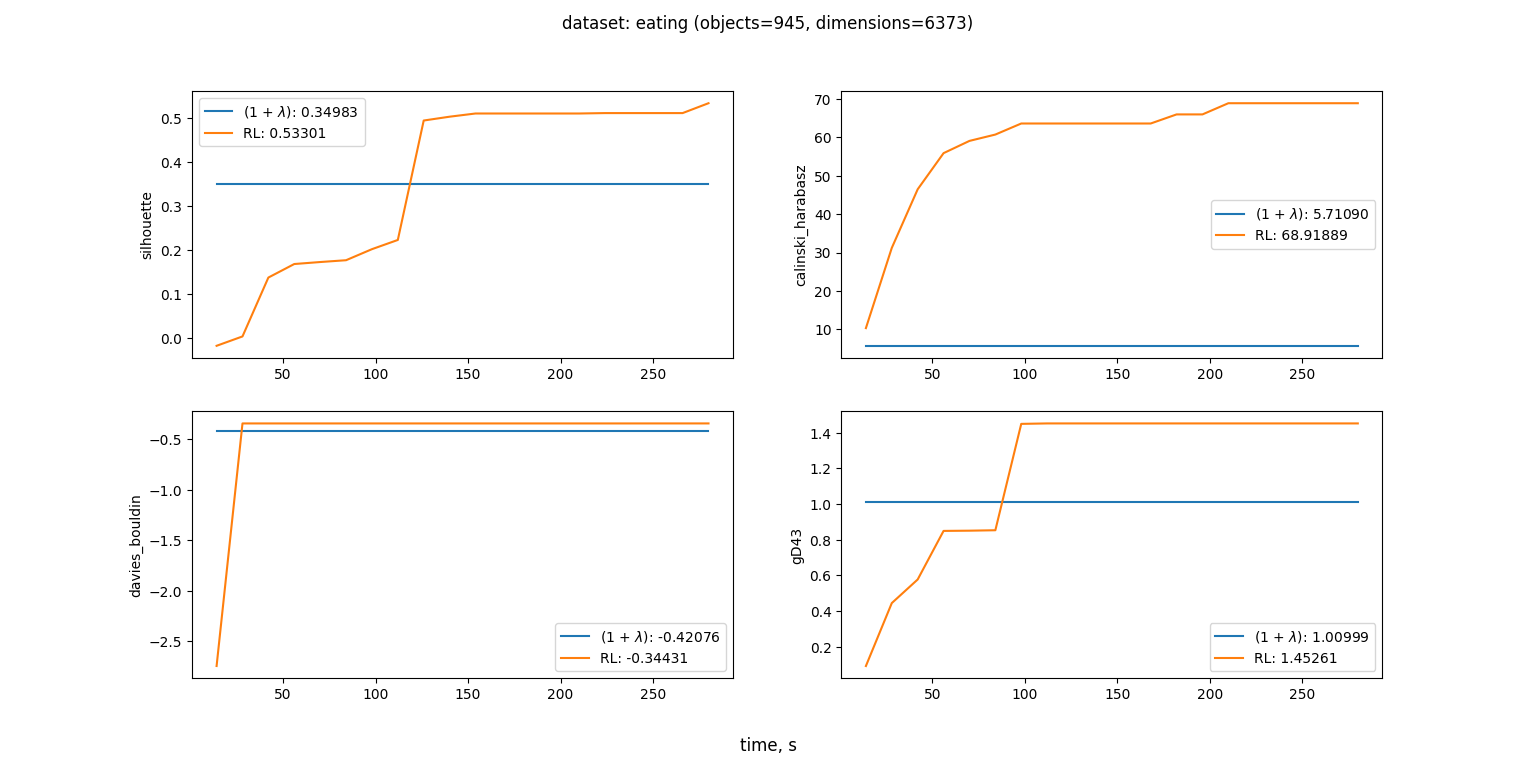 dataset: eating (objects=945, dimensions=6373)
silhouette
0.5
0.4
0.3
0.2
0.1
0.0
(1 + λ): 0.34983
RL: 0.53301
50 100 150 200 250
calinski_harabasz
70
60
50
40
30
20
10
(1 + λ): 5.71090
RL: 68.91889
50 100 150 200 250
davies_bouldin
−0.5
−1.0
−1.5
−2.0
−2.5
(1 + λ): -0.42076
RL: -0.34431
50 100 150 200 250
gD43
1.4
1.2
1.0
0.8
0.6
0.4
0.2
(1 + λ): 1.00999
RL: 1.45261
50 100 150 200 250
time, s